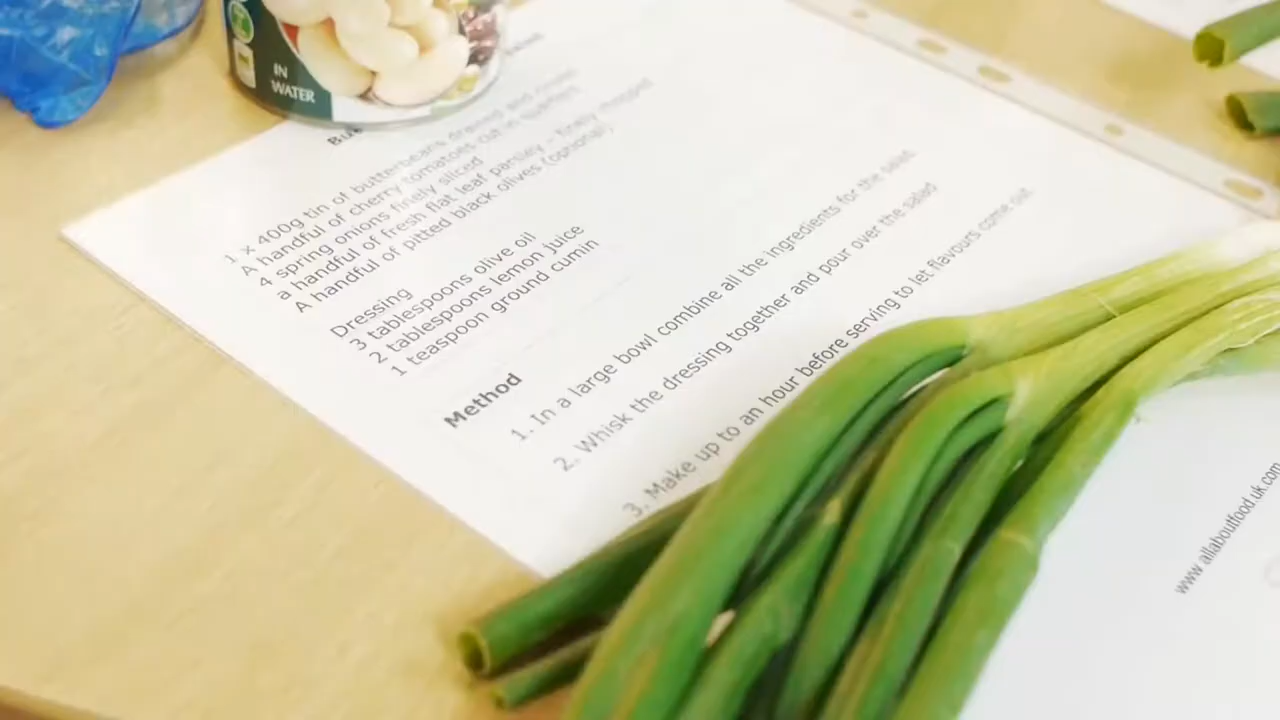 IN
WATER
1 x 400g tin of butterbeans drained and
A handful of cherry tomatoes cut in quarters
4 spring onions finely sliced
a handful of fresh flat leaf parsley - finely
A handful of pitted black olives (optional)
Dressing
3 tablespoons olive oil
2 tablespoons lemon juice
1 teaspoon ground cumin
Method
1. In a large bowl combine all the ingredients for the salad
2. Whisk the dressing together and pour over the salad
3. Make up to an hour before serving to let flavours come out
www.allaboutfood.uk.com